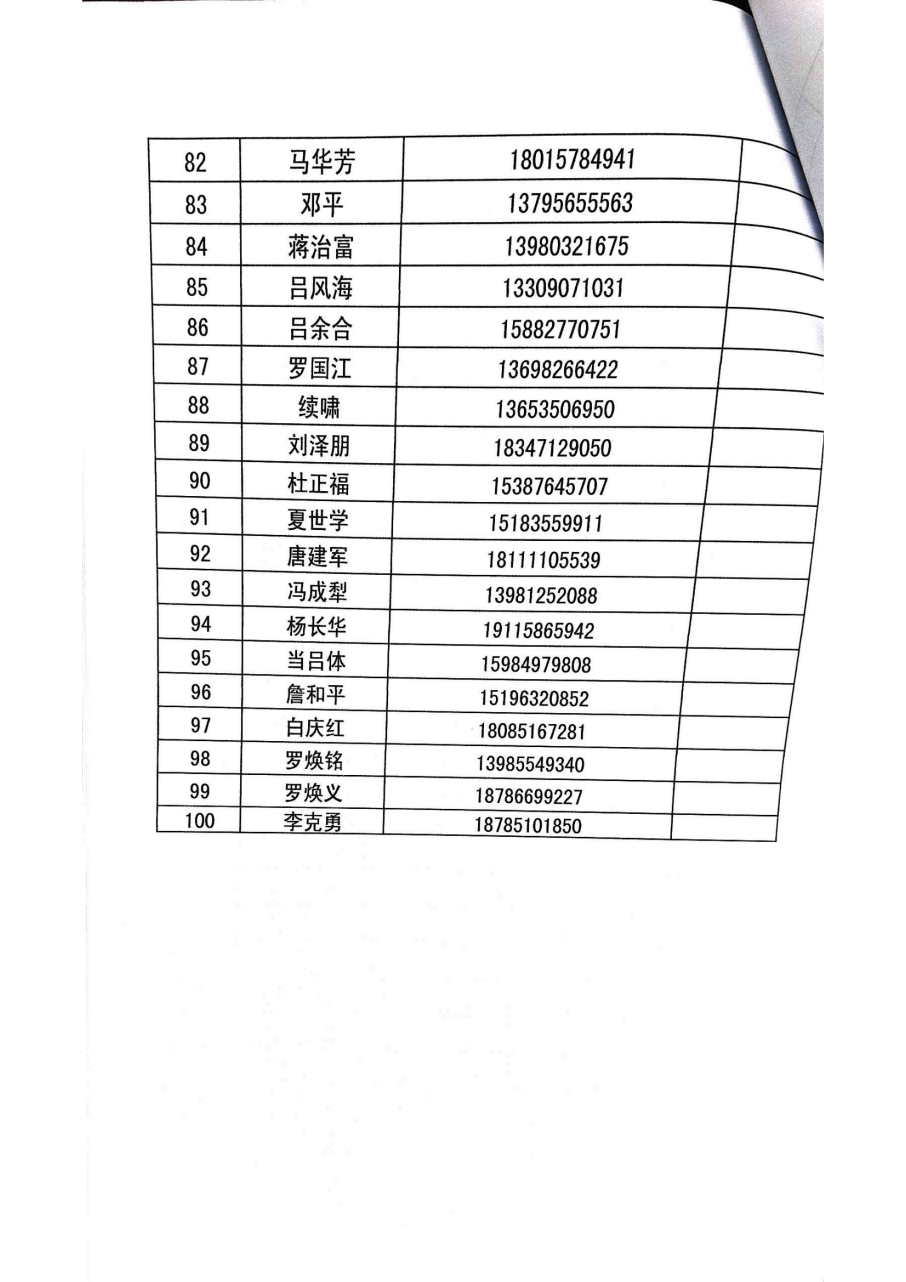 82 马华芳 18015784941
83 邓平 13795655563
84 蒋治富 13980321675
85 吕风海 13309071031
86 吕余合 15882770751
87 罗国江 13698266422
88 续啸 13653506950
89 刘泽朋 18347129050
90 杜正福 15387645707
91 夏世学 15183559911
92 唐建军 18111105539
93 冯成犁 13981252088
94 杨长华 19115865942
95 当吕体 15984979808
96 詹和平 15196320852
97 白庆红 18085167281
98 罗焕铭 13985549340
99 罗焕义 18786699227
100 李克勇 18785101850